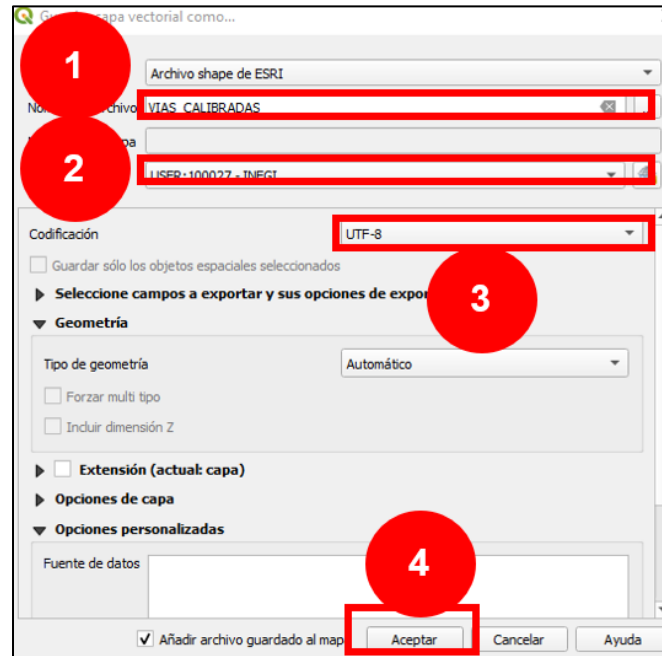 capa vectorial como...
1
Archivo shape de ESRI
VIAS_CALIBRADAS
2
USER:100027 - INEGI
Codificación UTF-8
Guardar sólo los objetos espaciales seleccionados
Seleccione campos a exportar y sus opciones de
3
Geometría
Tipo de geometría Automático
Forzar multi tipo
Incluir dimensión Z
Extensión (actual: capa)
Opciones de capa
Opciones personalizadas
Fuente de datos
4
Añadir archivo guardado al map Aceptar Cancelar Ayuda